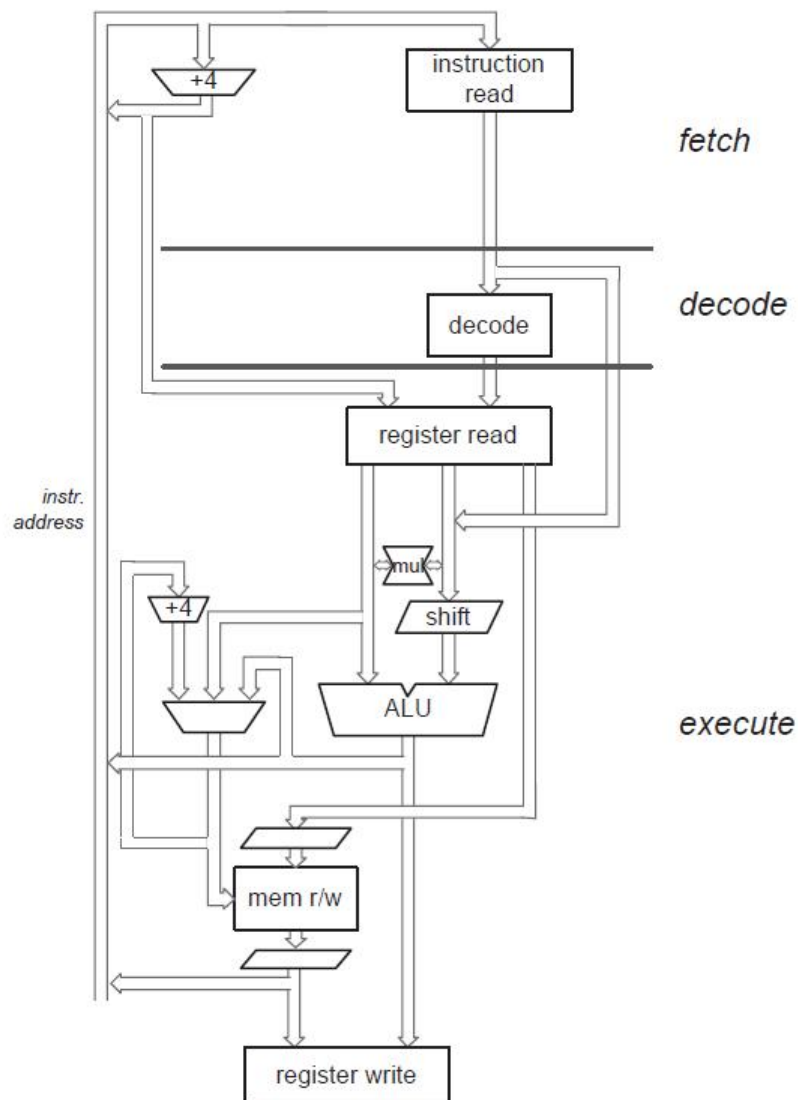 +4
instruction
read
fetch
decode
decode
register read
instr.
address
mul
+4
shift
ALU
execute
mem r/w
register write